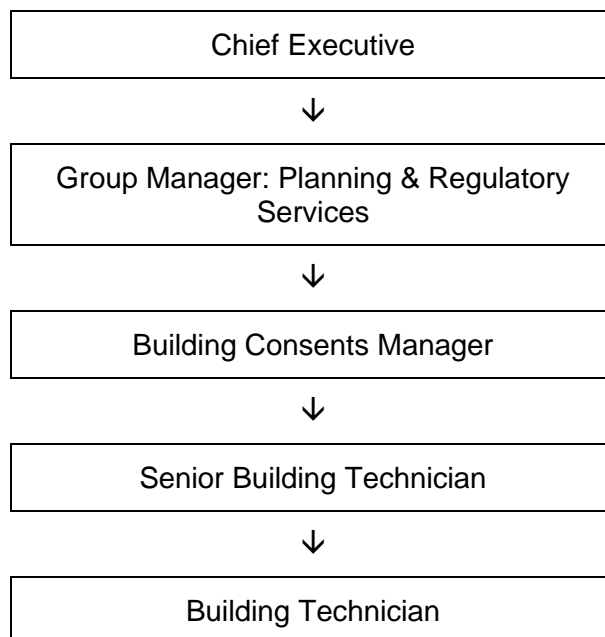 Chief Executive
↓
Group Manager: Planning & Regulatory
Services
↓
Building Consents Manager
↓
Senior Building Technician
↓
Building Technician